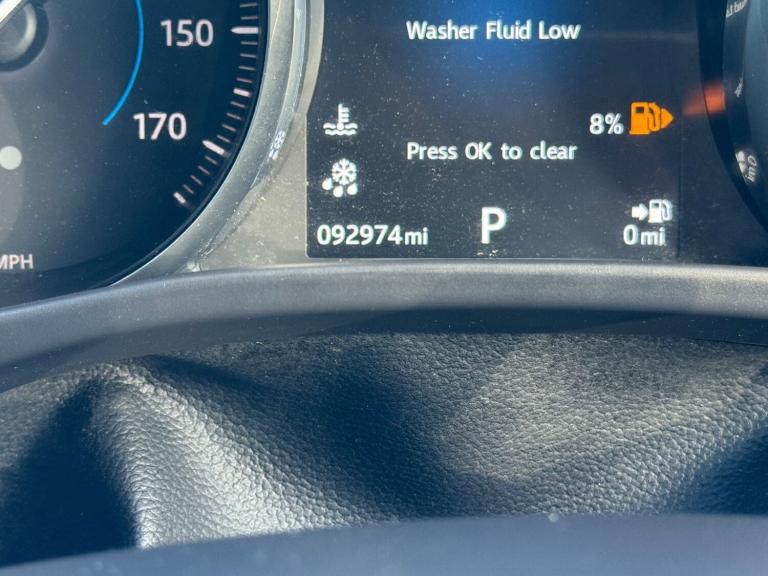 150
Washer Fluid Low
170
8%
Press OK to clear
092974mi
P
0mi
MPH